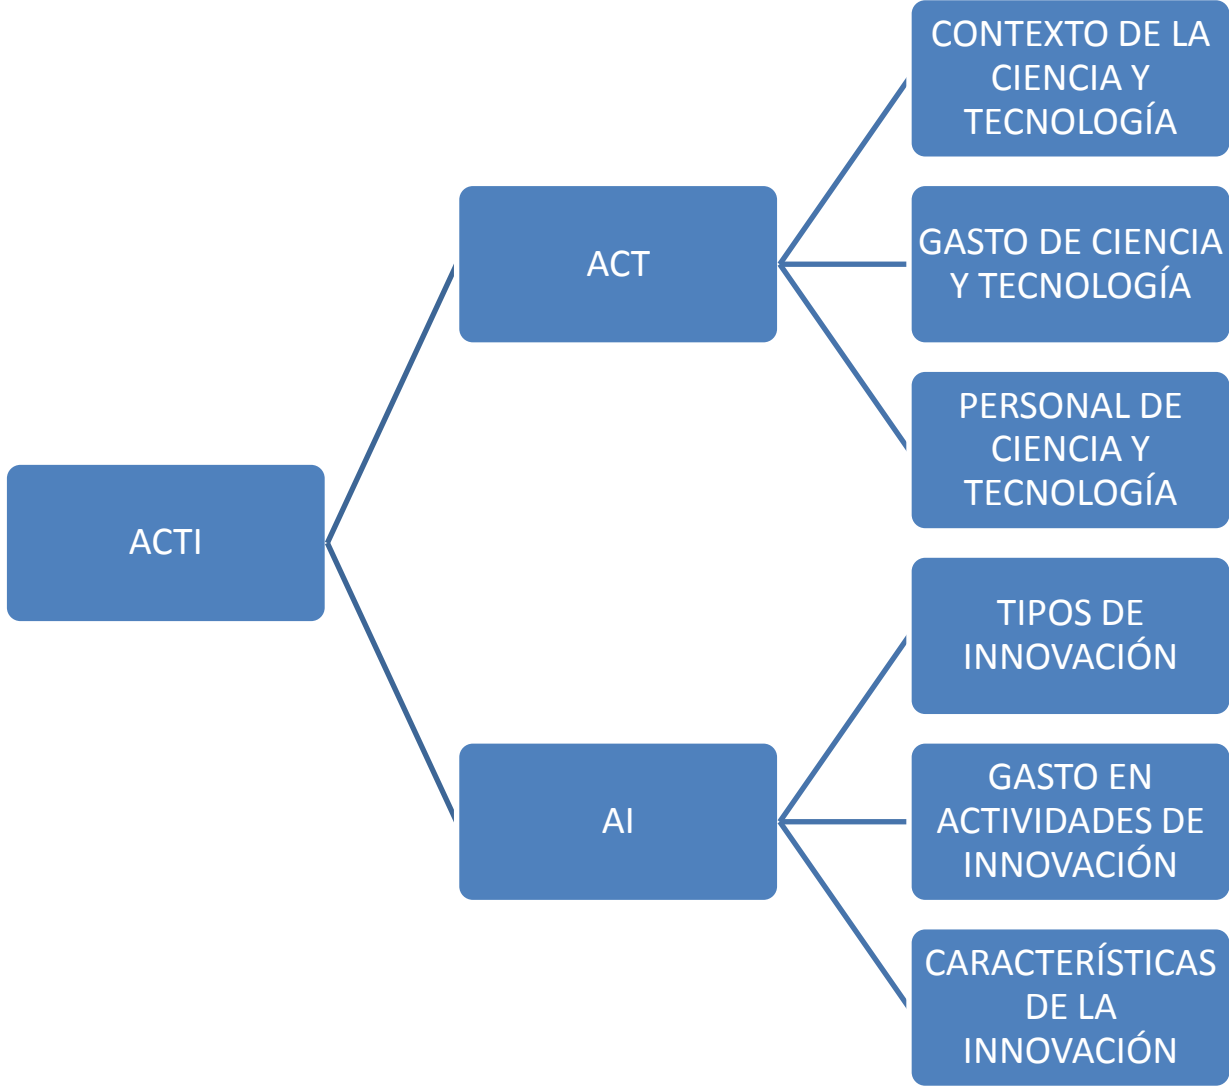 CONTEXTO DE LA
CIENCIA Y
TECNOLOGÍA
ACT
GASTO DE CIENCIA
Y TECNOLOGÍA
PERSONAL DE
CIENCIA Y
TECNOLOGÍA
ACTI
TIPOS DE
INNOVACIÓN
AI
GASTO EN
ACTIVIDADES DE
INNOVACIÓN
CARACTERÍSTICAS
DE LA
INNOVACIÓN